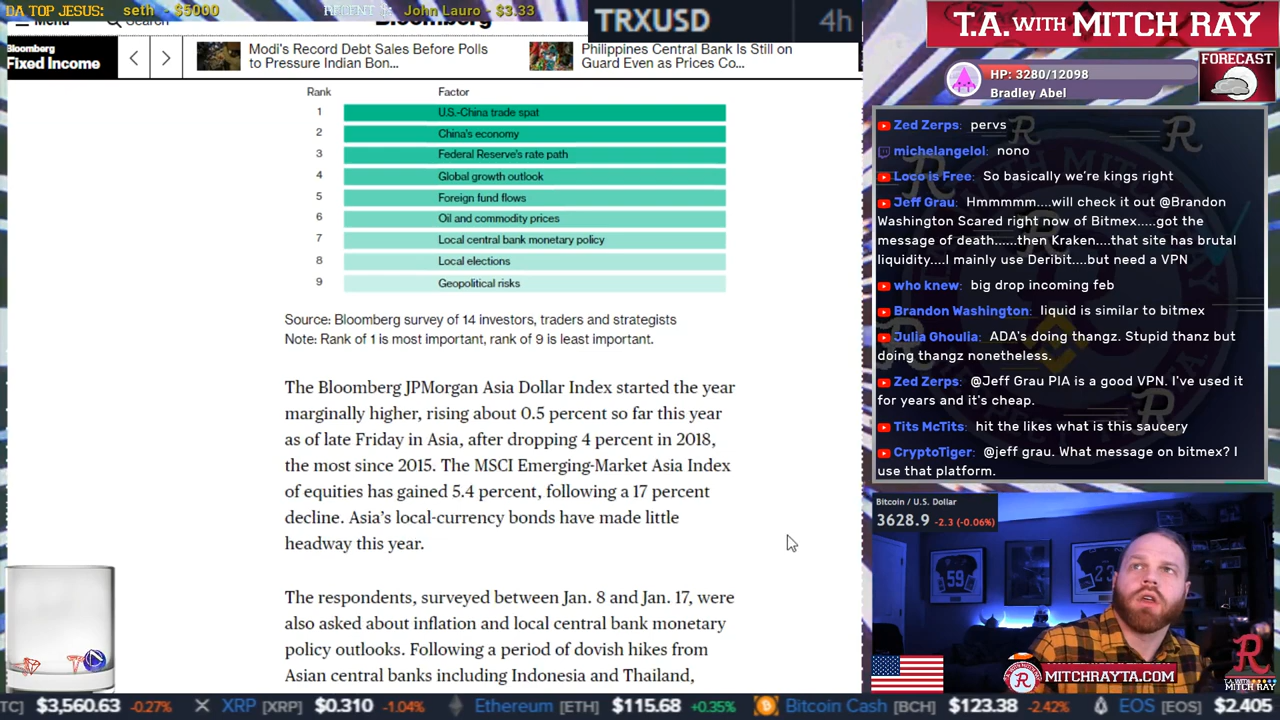 DA TOP JESUS: seth - $5000
RECENT $: John Lauro - $3.33
Menu
Search
Bloomberg
TRXUSD 4h
Bloomberg
Fixed Income
Modi's Record Debt Sales Before Polls
to Pressure Indian Bon...
Philippines Central Bank Is Still on
Guard Even as Prices Co...
Rank Factor
1 U.S.-China trade spat
2 China's economy
3 Federal Reserve's rate path
4 Global growth outlook
5 Foreign fund flows
6 Oil and commodity prices
7 Local central bank monetary policy
8 Local elections
9 Geopolitical risks
Source: Bloomberg survey of 14 investors, traders and strategists
Note: Rank of 1 is most important, rank of 9 is least important.
The Bloomberg JPMorgan Asia Dollar Index started the year
marginally higher, rising about 0.5 percent so far this year
as of late Friday in Asia, after dropping 4 percent in 2018,
the most since 2015. The MSCI Emerging-Market Asia Index
of equities has gained 5.4 percent, following a 17 percent
decline. Asia's local-currency bonds have made little
headway this year.
The respondents, surveyed between Jan. 8 and Jan. 17, were
also asked about inflation and local central bank monetary
policy outlooks. Following a period of dovish hikes from
Asian central banks including Indonesia and Thailand,
T.A. WITH MITCH RAY
HP: 3280/12098
Bradley Abel
FORECAST
Zed Zerps: pervs
michelangelol: nono
Loco is Free: So basically we're kings right
Jeff Grau: Hmmmmm....will check it out @Brandon
Washington Scared right now of Bitmex.....got the
message of death......then Kraken....that site has brutal
liquidity....I mainly use Deribit....but need a VPN
who knew: big drop incoming feb
Brandon Washington: liquid is similar to bitmex
Julia Ghoulia: ADA's doing thangz. Stupid thanz but
doing thangz nonetheless.
Zed Zerps: @Jeff Grau PIA is a good VPN. I've used it
for years and it's cheap.
Tits McTits: hit the likes what is this saucery
CryptoTiger: @jeff grau. What message on bitmex? I
use that platform.
Bitcoin / U.S. Dollar
3628.9 -2.3 (-0.06%)
59
23
MITCHRAYTA.COM
R
T.A. WITH
MITCH RAY
TC] $3,560.63 -0.2 XRP [XRP] $0.310 -1.04% Ethereum [ETH] $115.68 +0.35% Bitcoin Cash [BCH] $123.38 -2.42% EOS [EOS] $2.405